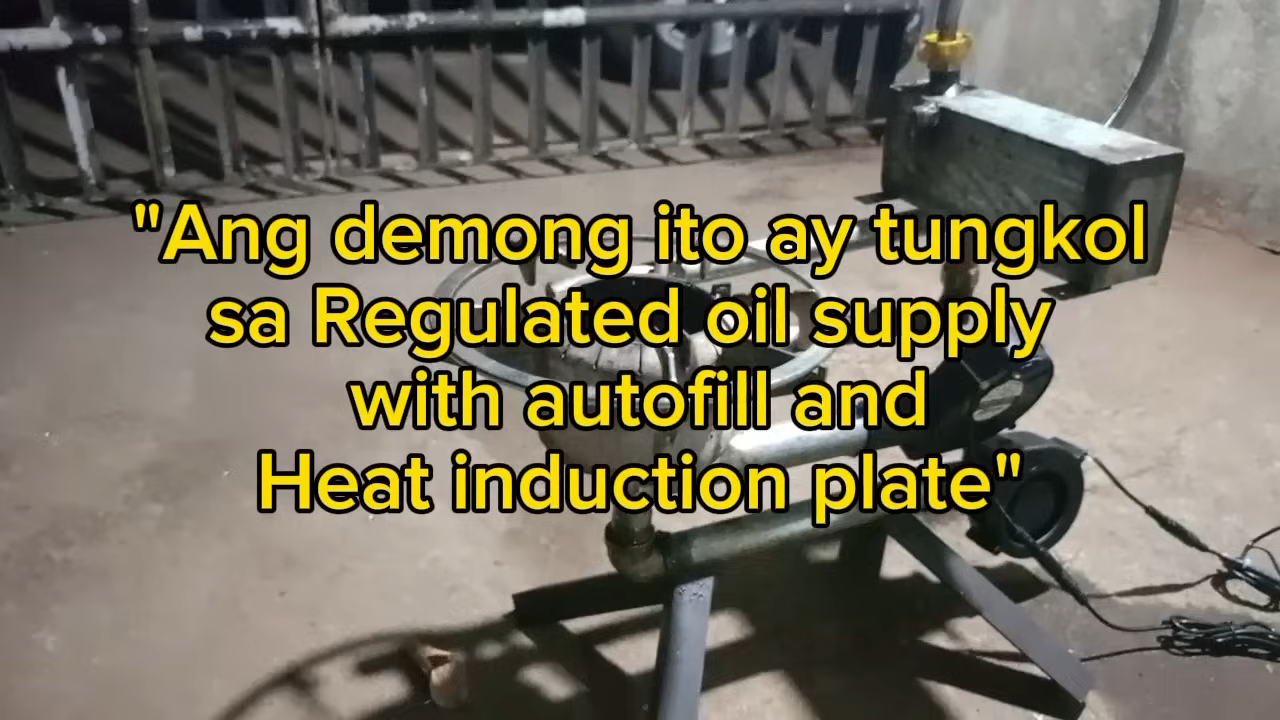 "Ang demong ito ay tungkol
sa Regulated oil supply
with autofill and
Heat induction plate"